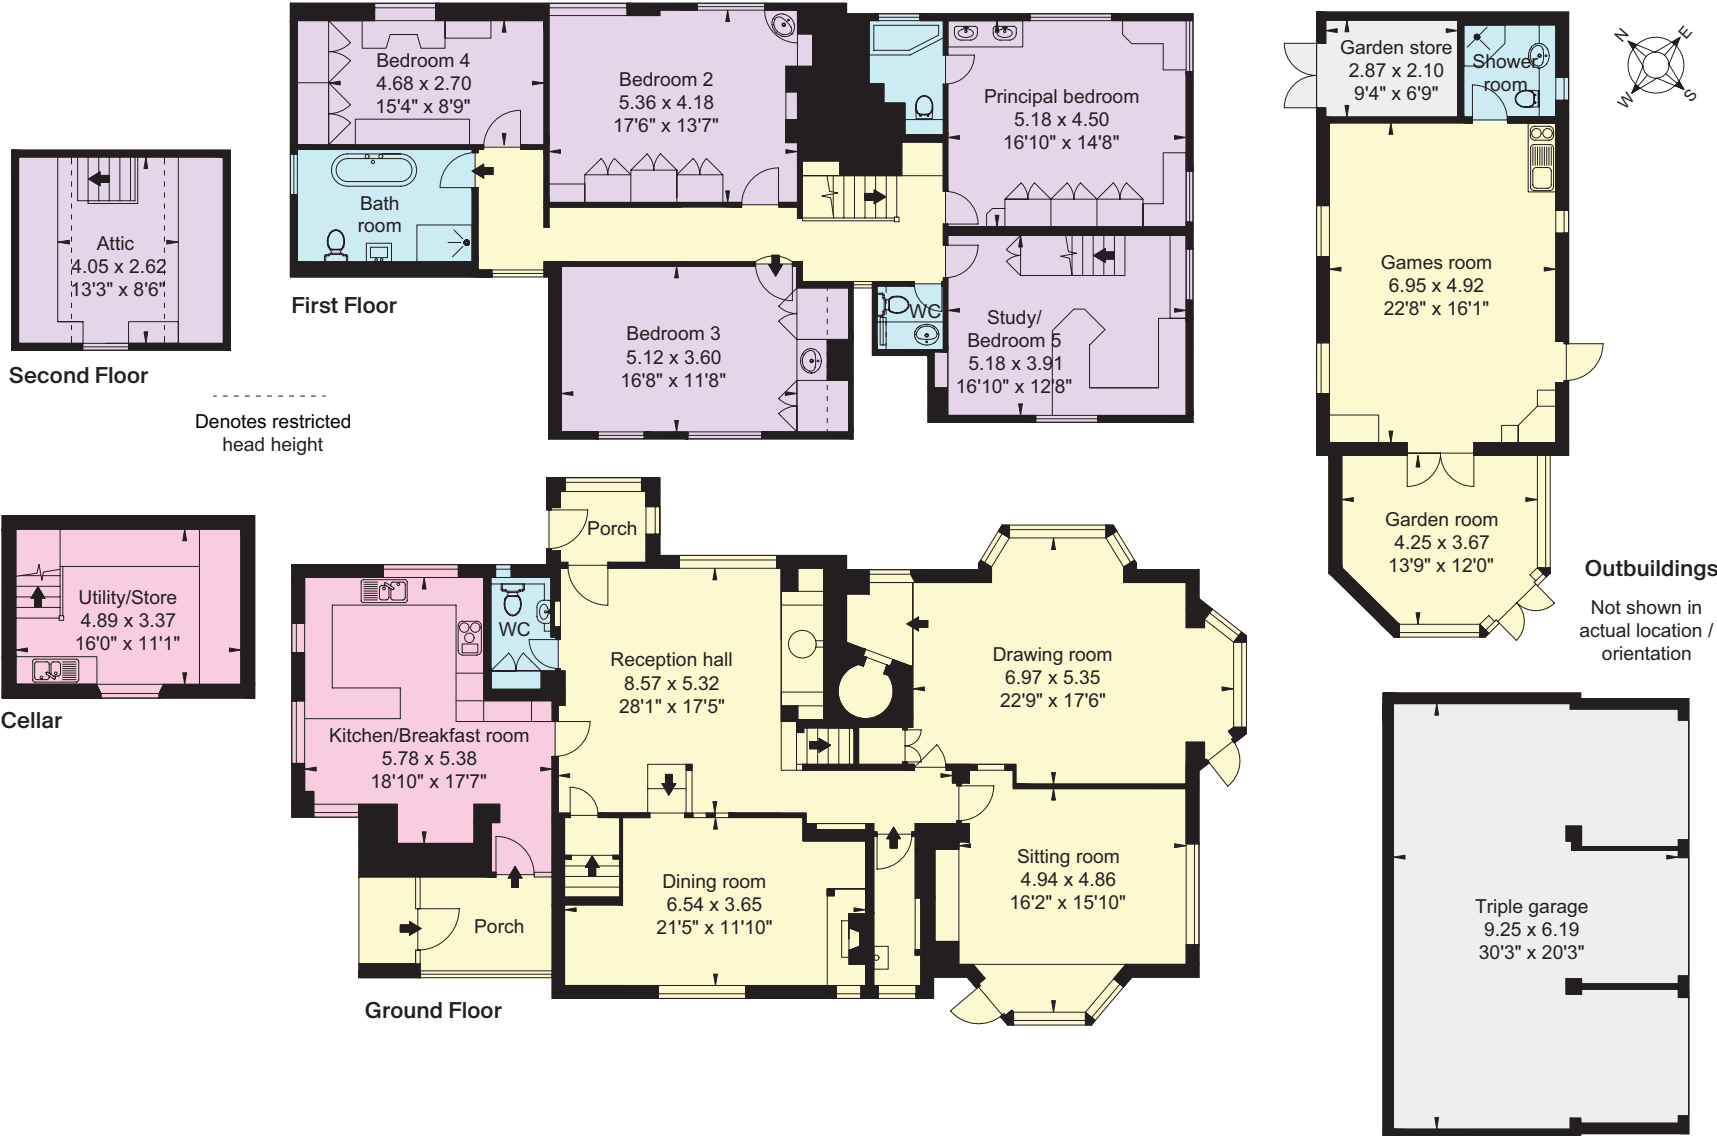 Bedroom 4
4.68 x 2.70
15'4" x 8'9"
Bedroom 2
5.36 x 4.18
17'6" x 13'7"
Principal bedroom
5.18 x 4.50
16'10" x 14'8"
Bath
room
Bedroom 3
5.12 x 3.60
16'8" x 11'8"
WC
Study/
Bedroom 5
5.18 x 3.91
16'10" x 12'8"
First Floor
Attic
4.05 x 2.62
13'3" x 8'6"
Second Floor
Denotes restricted
head height
Utility/Store
4.89 x 3.37
16'0" x 11'1"
Cellar
Porch
WC
Reception hall
8.57 x 5.32
28'1" x 17'5"
Drawing room
6.97 x 5.35
22'9" x 17'6"
Kitchen/Breakfast room
5.78 x 5.38
18'10" x 17'7"
Dining room
6.54 x 3.65
21'5" x 11'10"
Sitting room
4.94 x 4.86
16'2" x 15'10"
Porch
Ground Floor
Garden store
2.87 x 2.10
9'4" x 6'9"
Shower
room
N
E
W
S
Games room
6.95 x 4.92
22'8" x 16'1"
Garden room
4.25 x 3.67
13'9" x 12'0"
Outbuildings
Not shown in
actual location /
orientation
Triple garage
9.25 x 6.19
30'3" x 20'3"